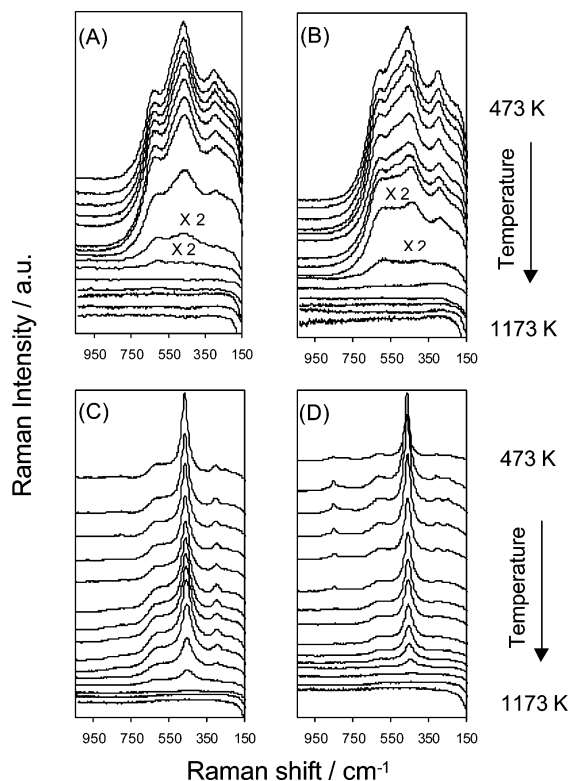 (A)
(B)
X 2
X 2
X 2
X 2
473 K
Temperature
1173 K
950 750 550 350 150
950 750 550 350 150
Raman Intensity / a.u.
(C)
(D)
473 K
Temperature
1173 K
950 750 550 350 150
950 750 550 350 150
Raman shift / cm-1